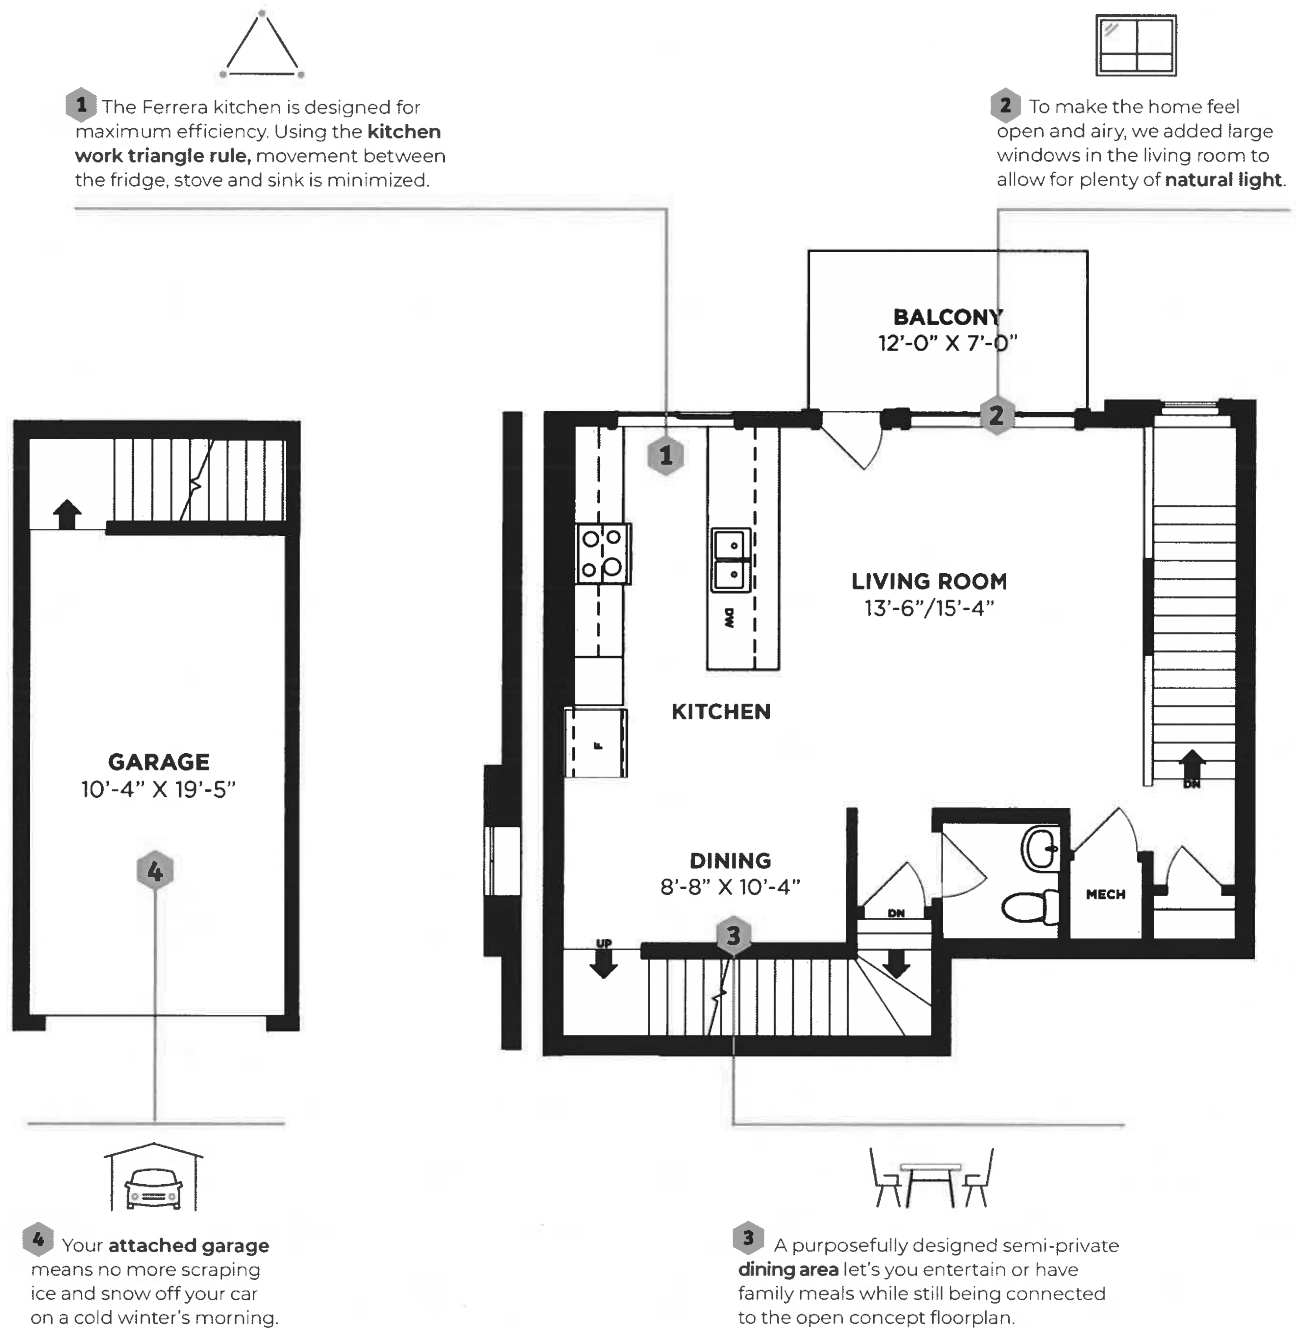 1 The Ferrera kitchen is designed for
maximum efficiency. Using the kitchen
work triangle rule, movement between
the fridge, stove and sink is minimized.
2 To make the home feel
open and airy, we added large
windows in the living room to
allow for plenty of natural light.
BALCONY
12'-0" X 7'-0"
2
1
LIVING ROOM
13'-6"/15'-4"
DW
KITCHEN
F
GARAGE
10'-4" X 19'-5"
DN
4
DINING
8'-8" X 10'-4"
MECH
DN
3
UP
4 Your attached garage
means no more scraping
ice and snow off your car
on a cold winter's morning.
3 A purposefully designed semi-private
dining area let's you entertain or have
family meals while still being connected
to the open concept floorplan.